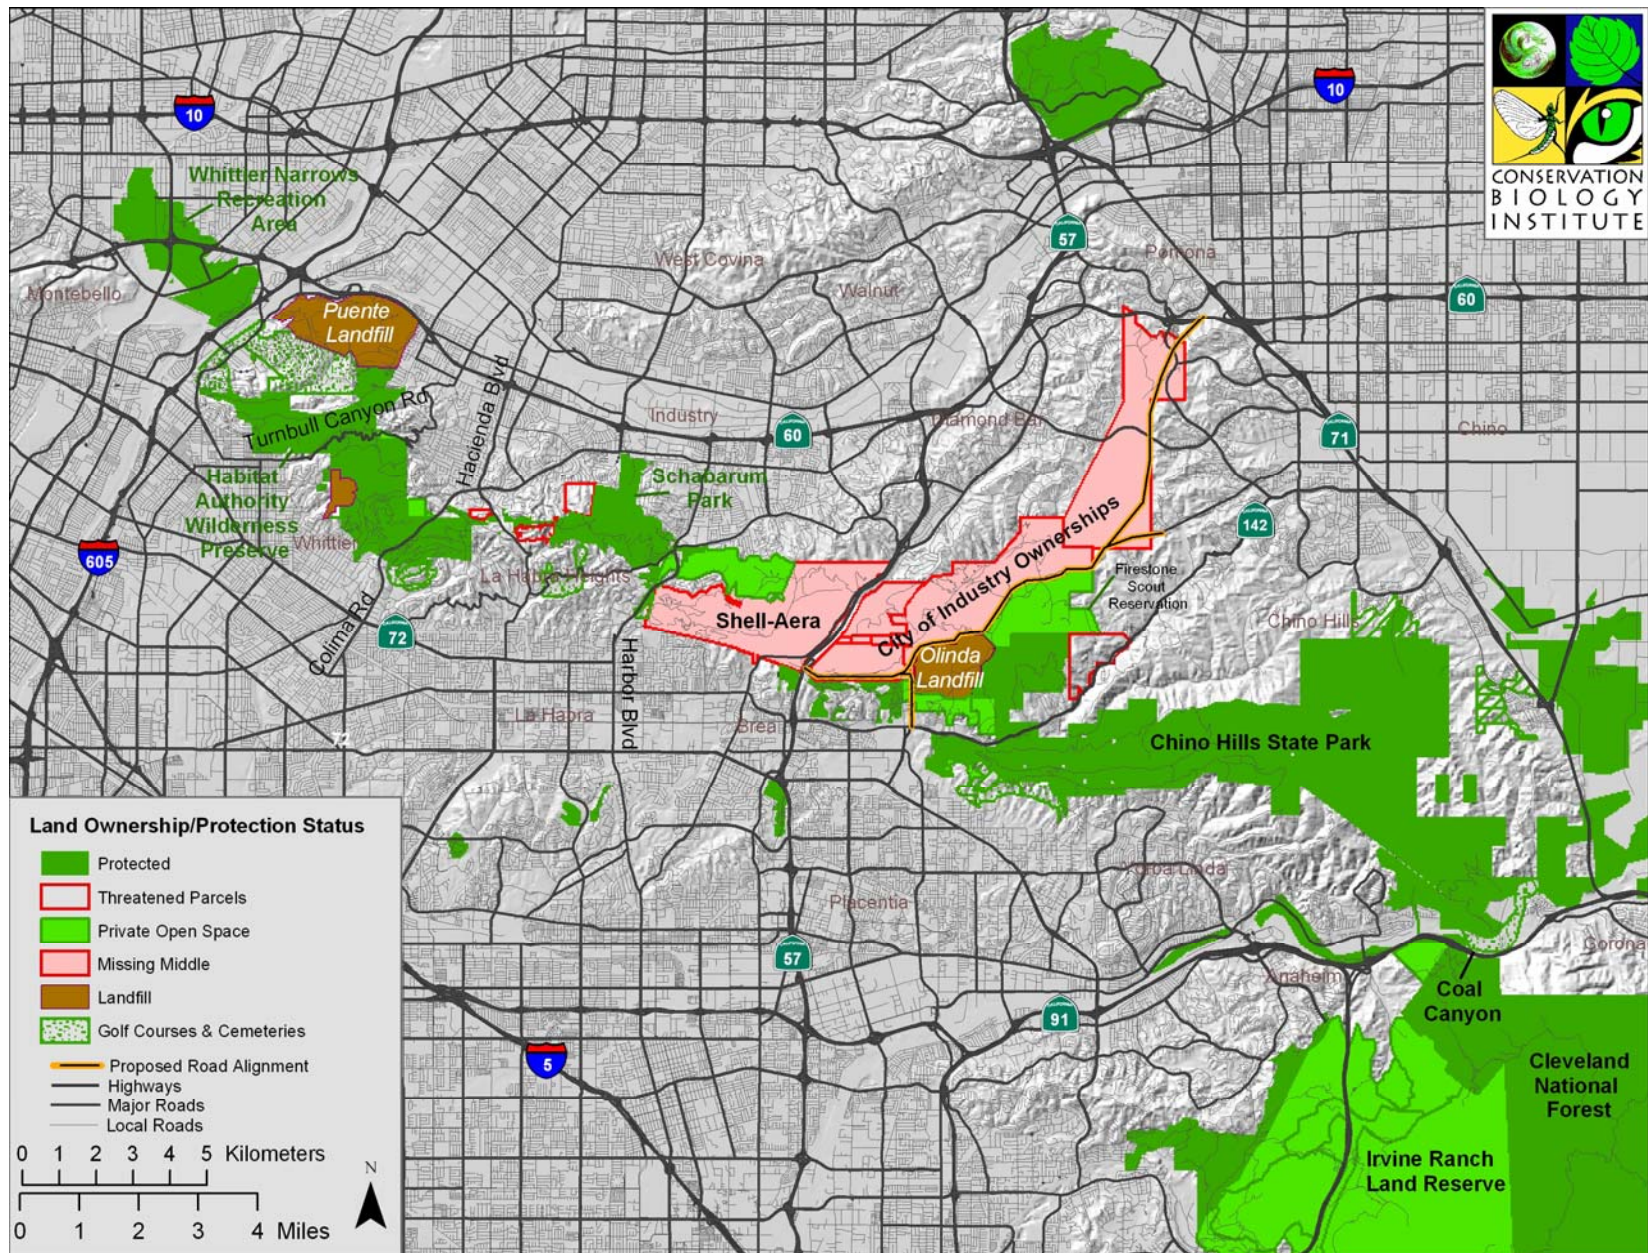 10
10
CONSERVATION
BIOLOGY
INSTITUTE
Whittier Narrows
Recreation
Area
57
Pomona
West Covina
Walnut
Montebello
60
Puente
Landfill
Hacienda Blvd
Turnbull Canyon Rd
Industry
60
Diamond Bar
71
Chino
Habitat
Authority
Wilderness
Preserve
Schabarum
Park
Whittier
605
142
City of Industry Ownerships
La Habra Heights
Firestone
Scout
Reservation
Shell-Aera
Chino Hills
Colima Rd
72
Harbor Blvd
Olinda
Landfill
La Habra
Brea
72
Chino Hills State Park
Yorba Linda
Placentia
57
Corona
Anaheim
91
Coal
Canyon
5
Cleveland
National
Forest
Irvine Ranch
Land Reserve
Land Ownership/Protection Status
Protected
Threatened Parcels
Private Open Space
Missing Middle
Landfill
Golf Courses & Cemeteries
Proposed Road Alignment
Highways
Major Roads
Local Roads
0 1 2 3 4 5 Kilometers
N
0 1 2 3 4 Miles